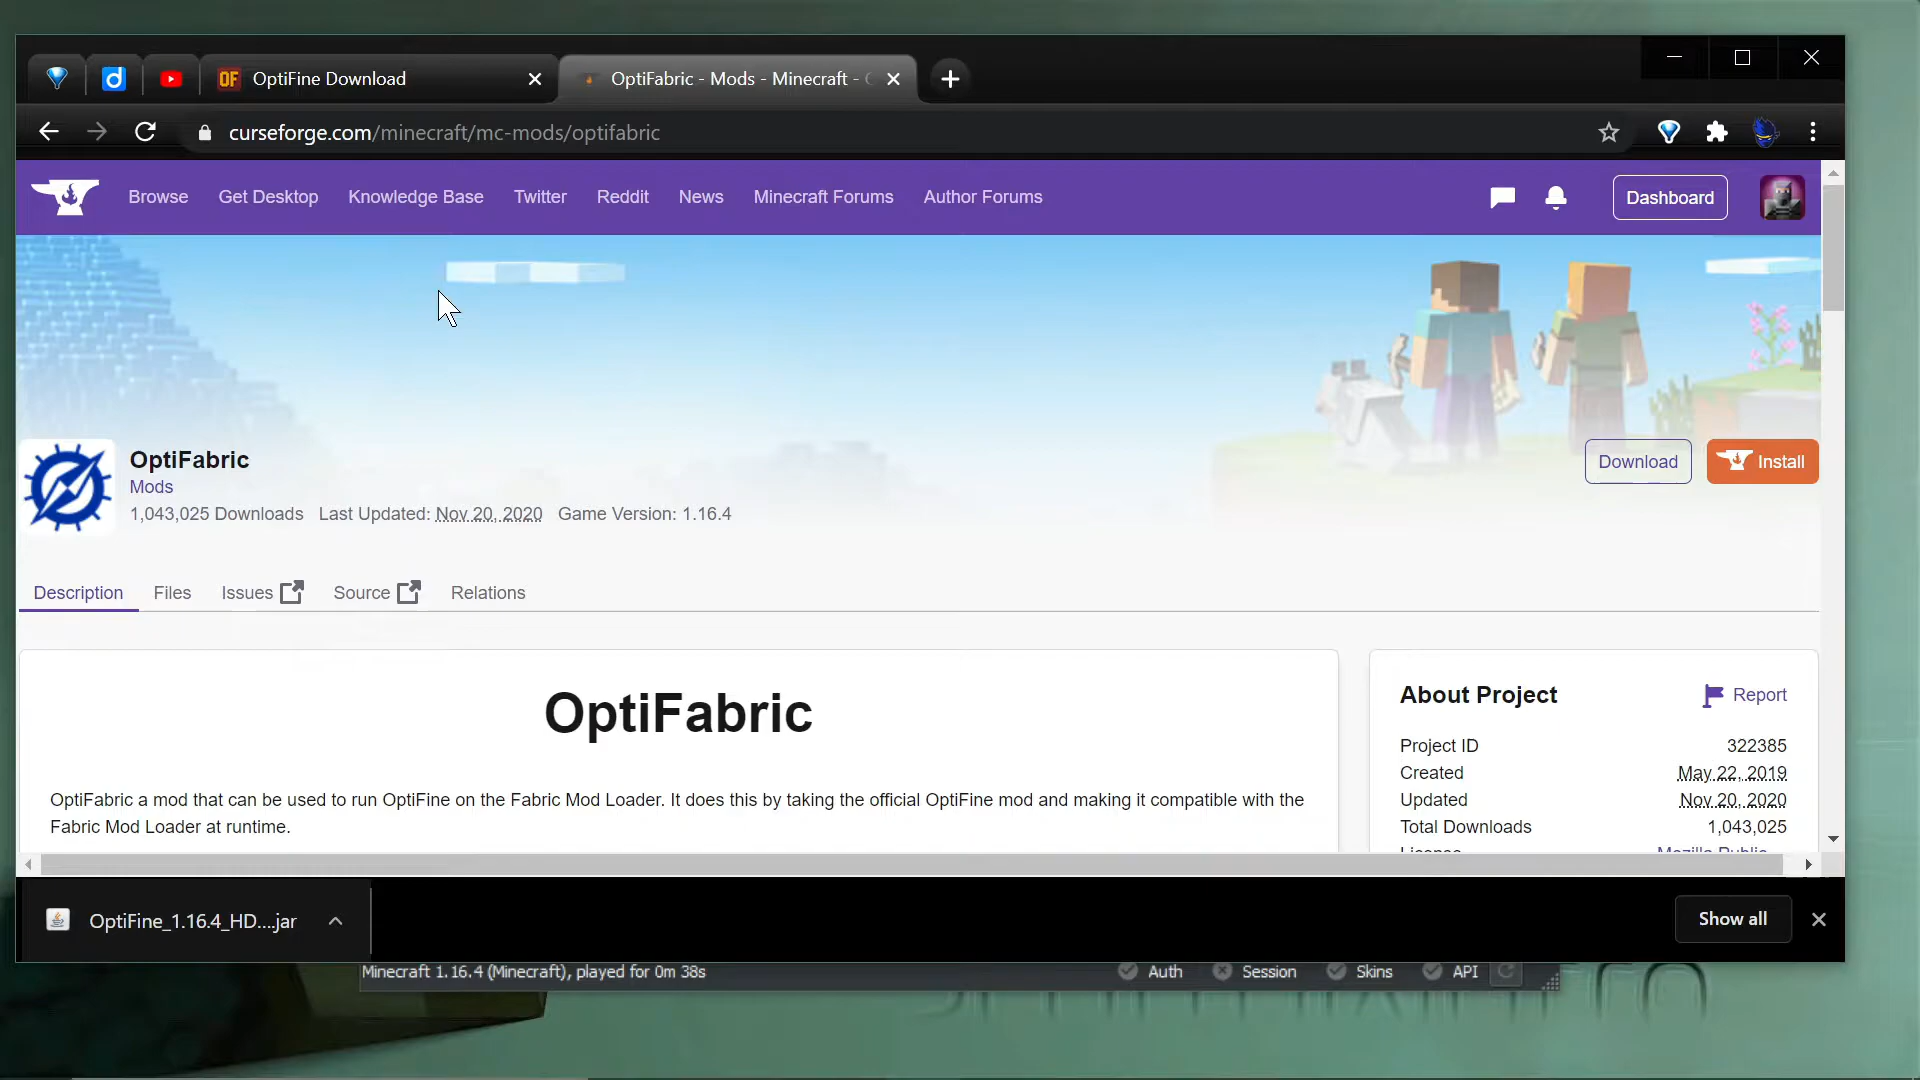 OF OptiFine Download
OptiFabric - Mods - Minecraft -
curseforge.com/minecraft/mc-mods/optifabric
Browse Get Desktop Knowledge Base Twitter Reddit News Minecraft Forums Author Forums
Dashboard
OptiFabric
Mods
1,043,025 Downloads Last Updated: Nov 20, 2020 Game Version: 1.16.4
Download
Install
Description Files Issues Source Relations
OptiFabric
OptiFabric a mod that can be used to run OptiFine on the Fabric Mod Loader. It does this by taking the official OptiFine mod and making it compatible with the
Fabric Mod Loader at runtime.
About Project Report
Project ID 322385
Created May 22, 2019
Updated Nov 20, 2020
Total Downloads 1,043,025
License Mozilla Public
OptiFine_1.16.4_HD....jar
Show all
Minecraft 1.16.4 (Minecraft), played for 0m 38s
Auth Session Skins API